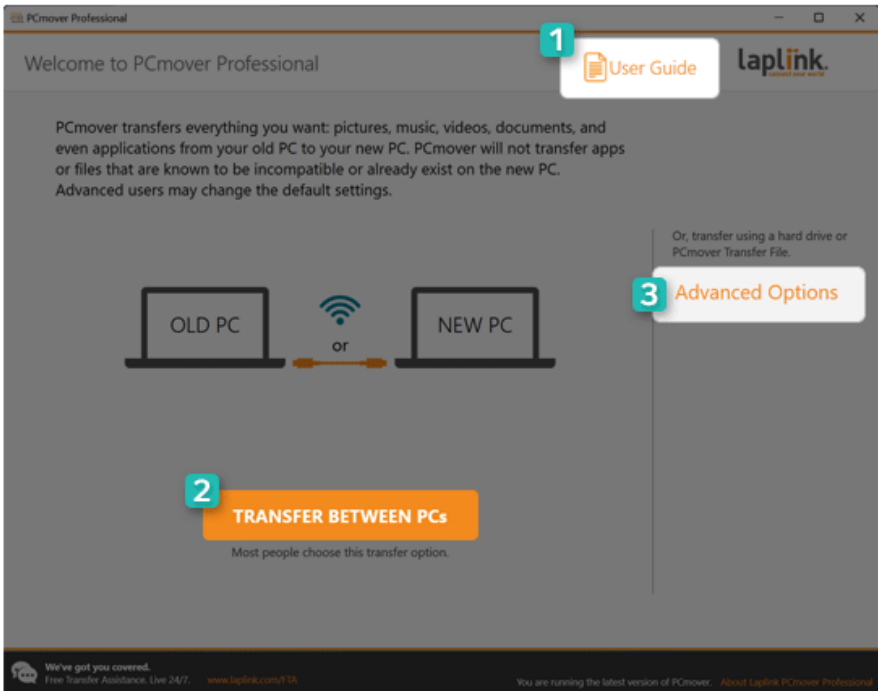 PCmover Professional
1
Welcome to PCmover Professional
User Guide
laplink.
connect your world
PCmover transfers everything you want: pictures, music, videos, documents, and
even applications from your old PC to your new PC. PCmover will not transfer apps
or files that are known to be incompatible or already exist on the new PC.
Advanced users may change the default settings.
Or, transfer using a hard drive or
PCmover Transfer File.
3
Advanced Options
OLD PC
or
NEW PC
2
TRANSFER BETWEEN PCs
Most people choose this transfer option.
We've got you covered.
Free Transfer Assistance. Live 24/7. www.laplink.com/FTA
You are running the latest version of PCmover. About Laplink PCmover Professional